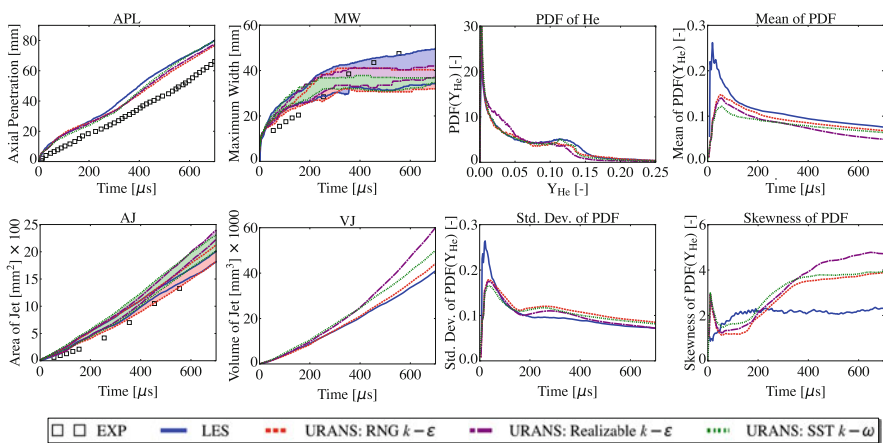 APL
MW
PDF of He
Mean of PDF
Axial Penetration [mm]
80
60
40
20
0
0 200 400 600
Time [μs]
Maximum Width [mm]
60
40
20
0
0 200 400 600
Time [μs]
PDF(Y_He) [-]
30
25
20
15
10
5
0
0.00 0.05 0.10 0.15 0.20 0.25
Y_He [-]
Mean of PDF(Y_He) [-]
0.3
0.2
0.1
0.0
0 200 400 600
Time [μs]
AJ
VJ
Std. Dev. of PDF
Skewness of PDF
Area of Jet [mm²] × 100
25
20
15
10
5
0
0 200 400 600
Time [μs]
Volume of Jet [mm³] × 1000
60
50
40
30
20
10
0
0 200 400 600
Time [μs]
Std. Dev. of PDF(Y_He) [-]
0.3
0.2
0.1
0.0
0 200 400 600
Time [μs]
Skewness of PDF(Y_He) [-]
6
4
2
0
0 200 400 600
Time [μs]
EXP LES URANS: RNG k−ε URANS: Realizable k−ε URANS: SST k−ω